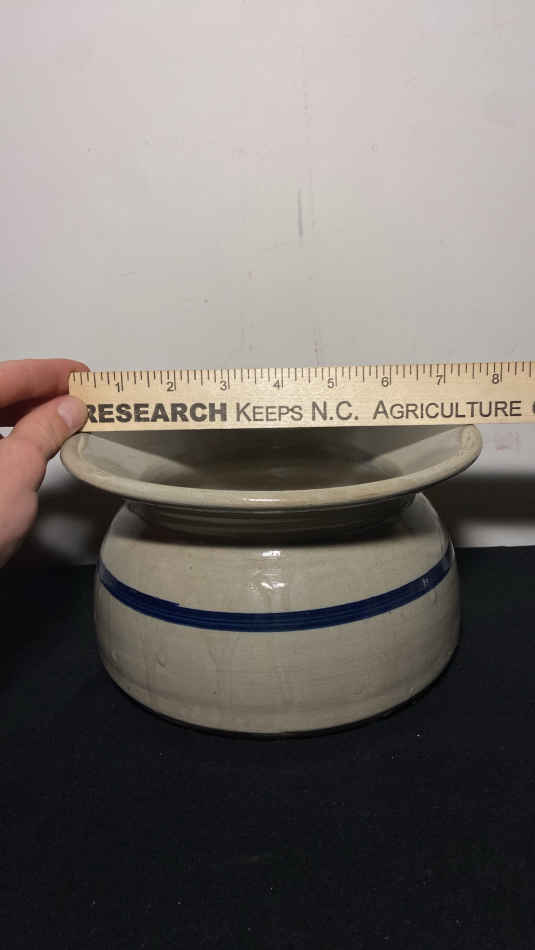 1 2 3 4 5 6 7 8
RESEARCH KEEPS N.C. AGRICULTURE